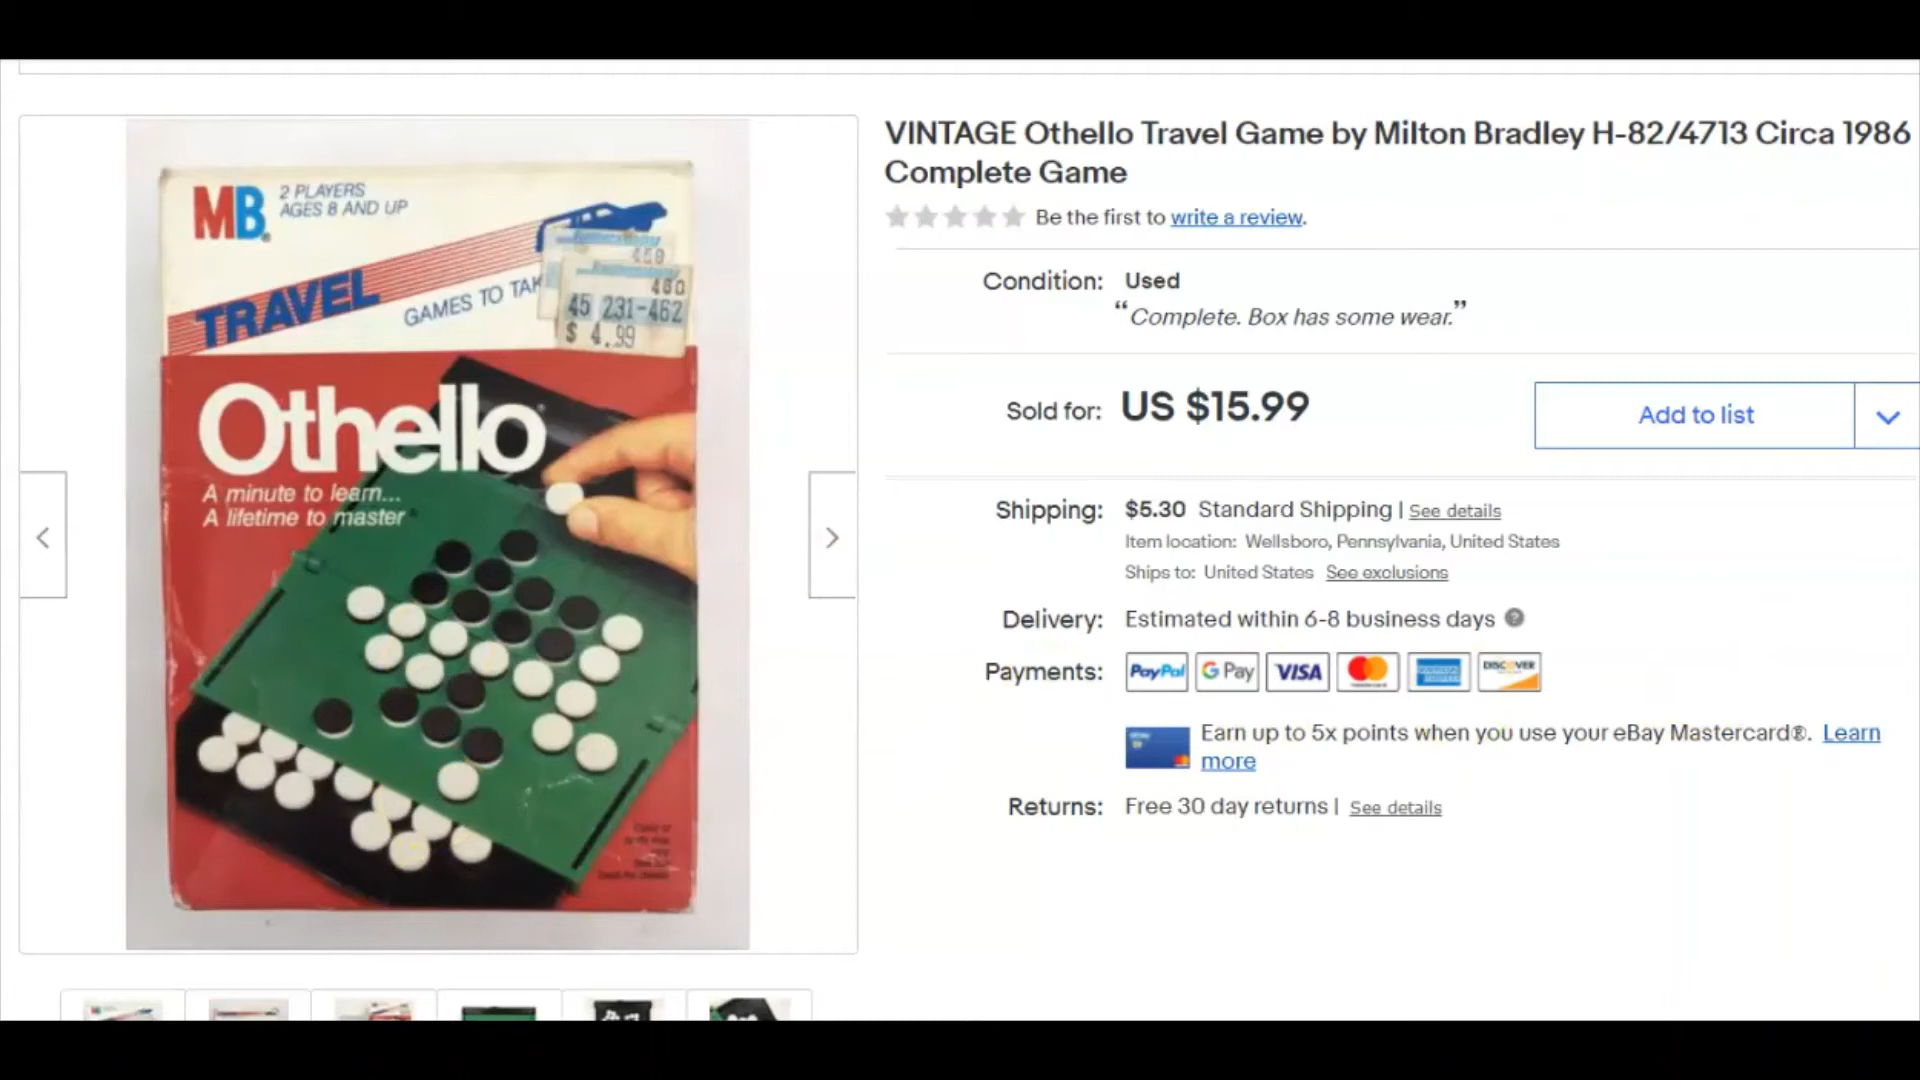 MB
2 PLAYERS
AGES 8 AND UP
TRAVEL
GAMES TO TAK
480
45 231-462
$ 4.99
Othello
A minute to learn...
A lifetime to master
VINTAGE Othello Travel Game by Milton Bradley H-82/4713 Circa 1986
Complete Game
Be the first to write a review.
Condition: Used
“Complete. Box has some wear.”
Sold for: US $15.99
Add to list
Shipping: $5.30 Standard Shipping | See details
Item location: Wellsboro, Pennsylvania, United States
Ships to: United States See exclusions
Delivery: Estimated within 6-8 business days
Payments: PayPal G Pay VISA mastercard AMERICAN EXPRESS DISCOVER
Earn up to 5x points when you use your eBay Mastercard®. Learn
more
Returns: Free 30 day returns | See details